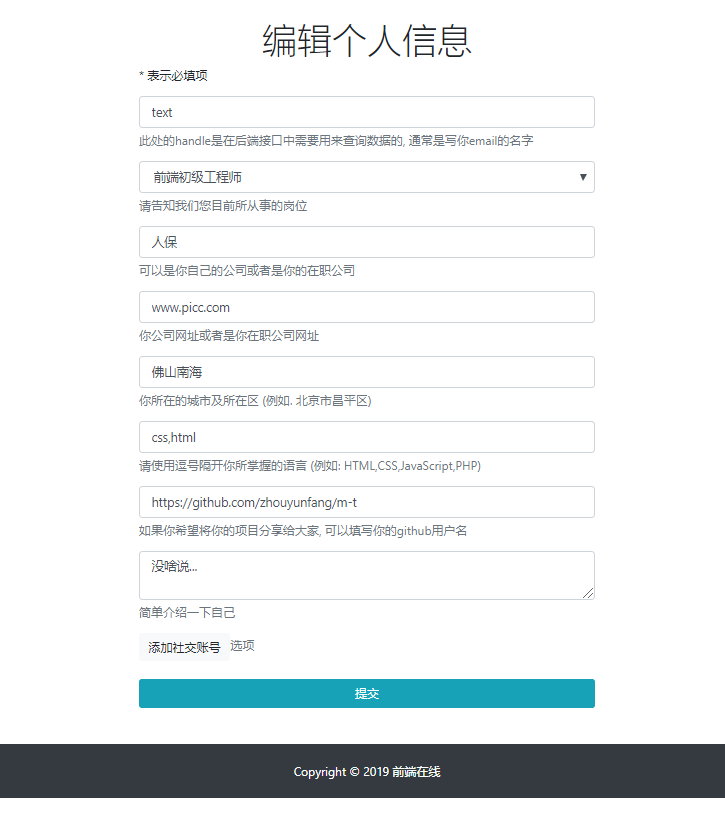 编辑个人信息
* 表示必填项
text
此处的handle是在后端接口中需要用来查询数据的, 通常是写你email的名字
前端初级工程师
请告知我们您目前所从事的岗位
人保
可以是你自己的公司或者是你的在职公司
www.picc.com
你公司网址或者是你在职公司网址
佛山南海
你所在的城市及所在区 (例如. 北京市昌平区)
css,html
请使用逗号隔开你所掌握的语言 (例如: HTML,CSS,JavaScript,PHP)
https://github.com/zhouyunfang/m-t
如果你希望将你的项目分享给大家, 可以填写你的github用户名
没啥说...
简单介绍一下自己
添加社交账号 选项
提交
Copyright © 2019 前端在线